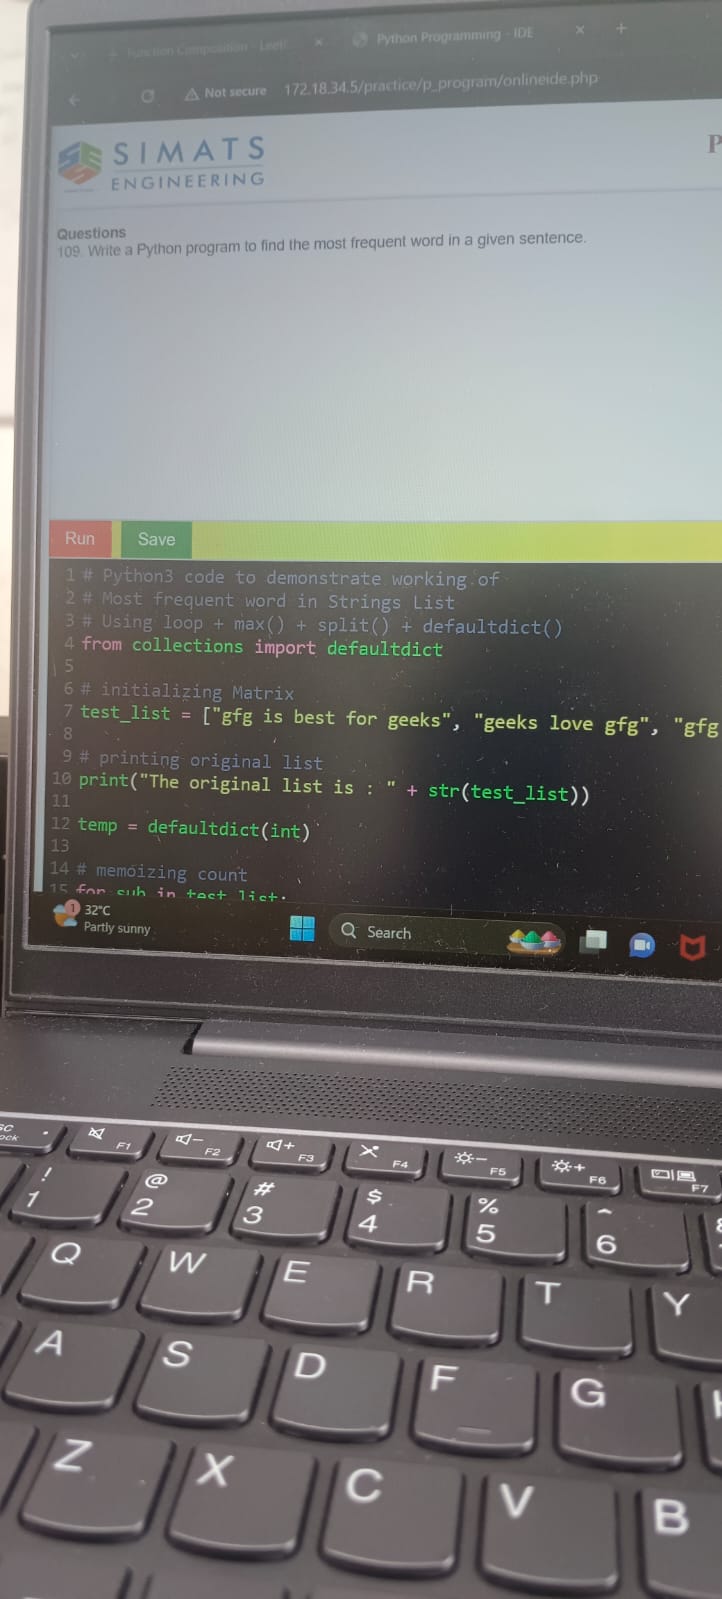 Function Composition - Leet
Python Programming - IDE
Not secure 172.18.34.5/practice/p_program/onlineide.php
SIMATS
ENGINEERING
P
Questions
109. Write a Python program to find the most frequent word in a given sentence.
Run Save
1 # Python3 code to demonstrate working of
2 # Most frequent word in Strings List
3 # Using loop + max() + split() + defaultdict()
4 from collections import defaultdict
5
6 # initializing Matrix
7 test_list = ["gfg is best for geeks", "geeks love gfg", "gfg
8
9 # printing original list
10 print("The original list is : " + str(test_list))
11
12 temp = defaultdict(int)
13
14 # memoizing count
15 for sub in test_list:
1 32°C
Partly sunny
Search
F1 F2 F3 F4 F5 F6 F7
! @ # $ % ^
1 2 3 4 5 6
Q W E R T Y
A S D F G
Z X C V B